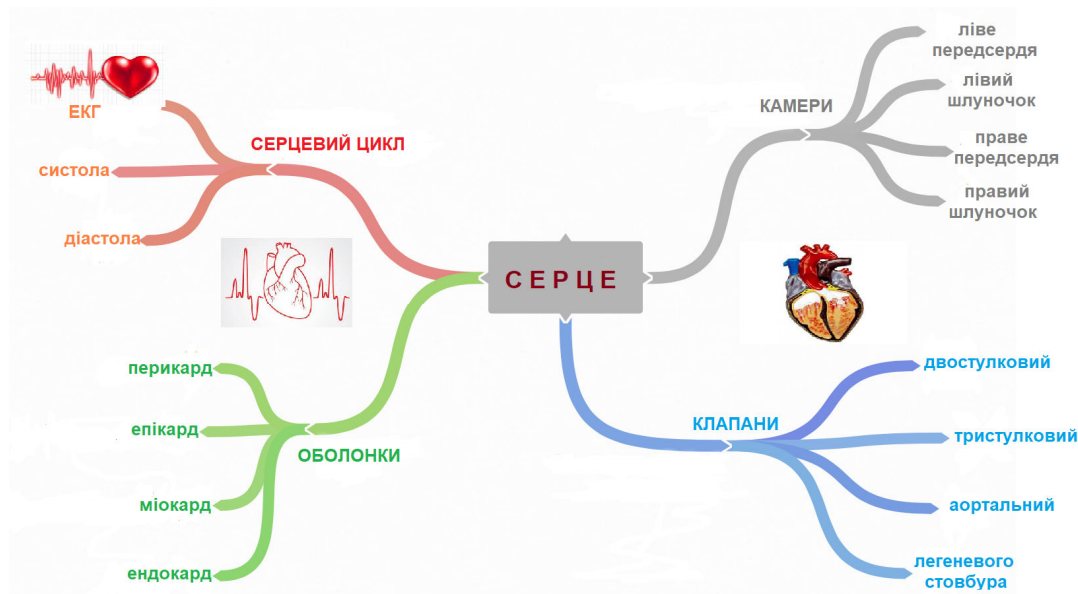 ЕКГ
СЕРЦЕВИЙ ЦИКЛ
систола
діастола
СЕРЦЕ
КАМЕРИ
ліве
передсердя
лівий
шлуночок
праве
передсердя
правий
шлуночок
перикард
епікард
ОБОЛОНКИ
міокард
ендокард
КЛАПАНИ
двостулковий
тристулковий
аортальний
легеневого
стовбура